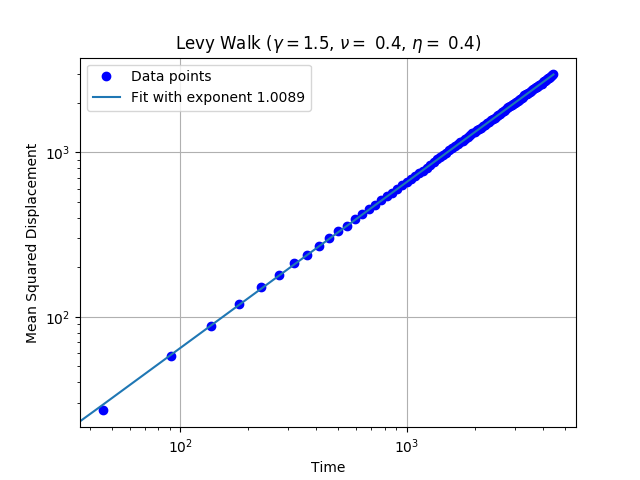 Levy Walk (γ = 1.5, ν = 0.4, η = 0.4)
Data points
Fit with exponent 1.0089
Mean Squared Displacement
10³
10²
10² 10³
Time